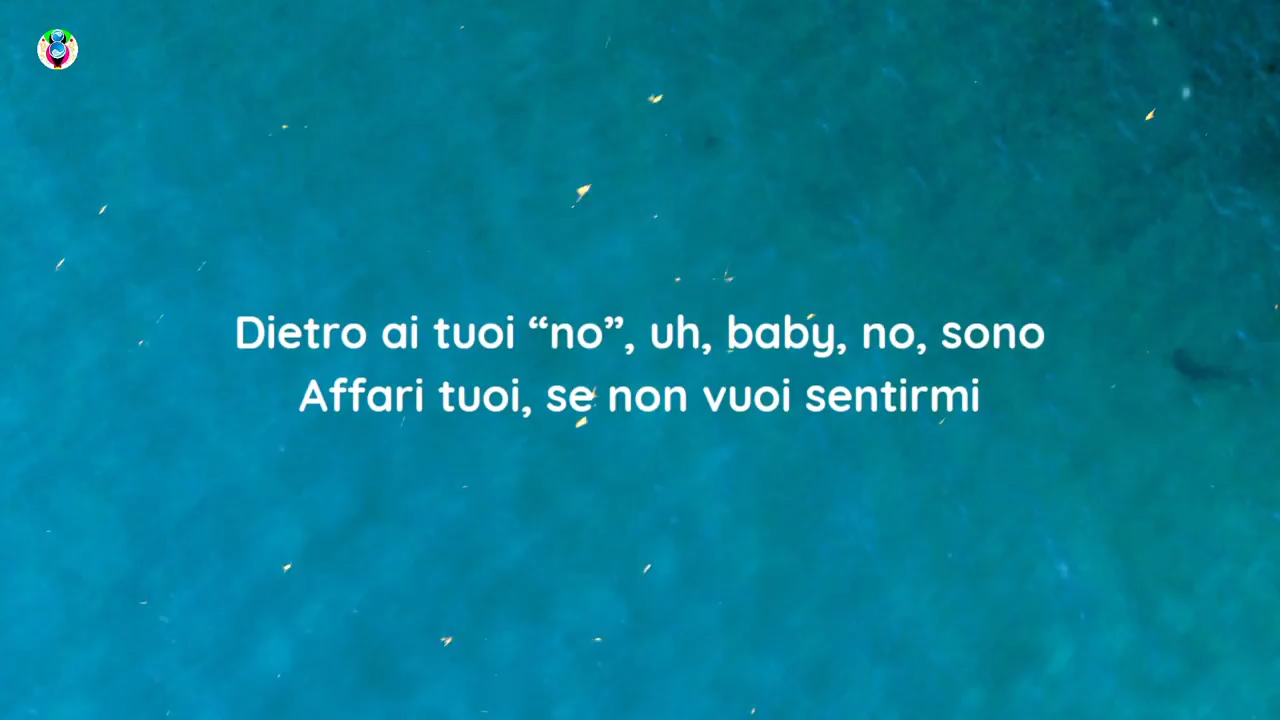 Dietro ai tuoi “no”, uh, baby, no, sono
Affari tuoi, se non vuoi sentirmi